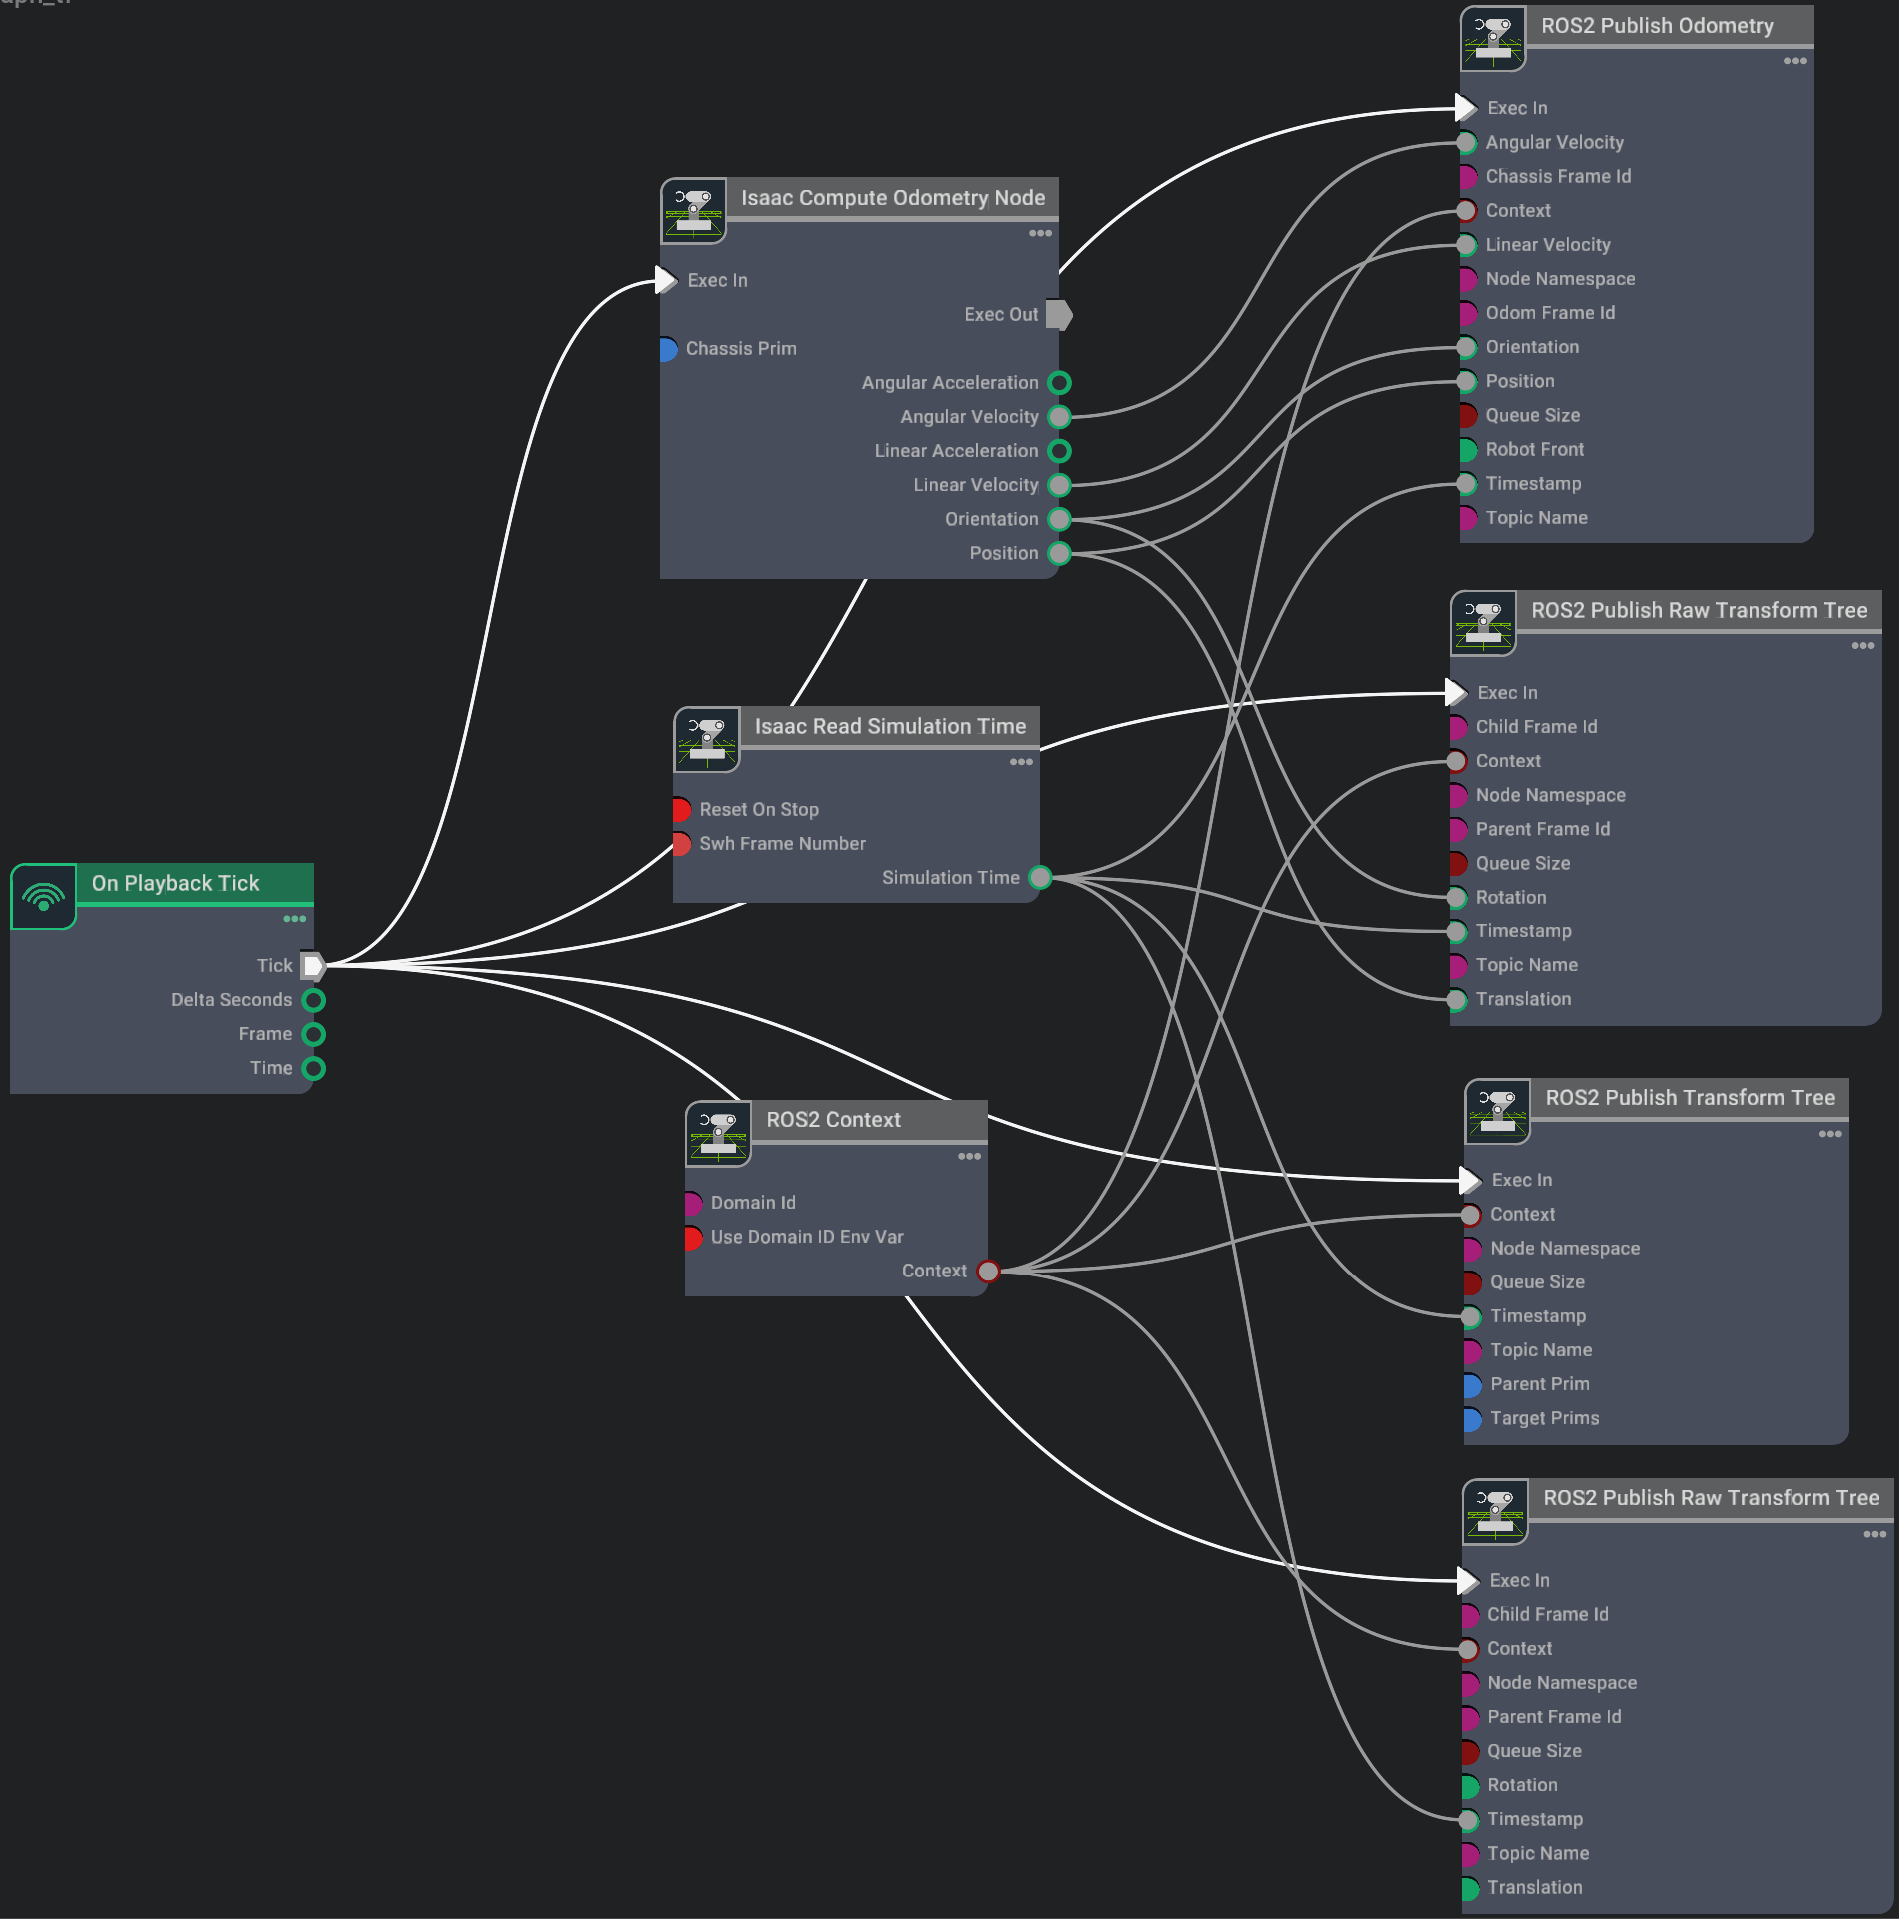 On Playback Tick
Tick
Delta Seconds
Frame
Time
Isaac Compute Odometry Node
Exec In
Exec Out
Chassis Prim
Angular Acceleration
Angular Velocity
Linear Acceleration
Linear Velocity
Orientation
Position
Isaac Read Simulation Time
Reset On Stop
Swh Frame Number
Simulation Time
ROS2 Context
Domain Id
Use Domain ID Env Var
Context
ROS2 Publish Odometry
Exec In
Angular Velocity
Chassis Frame Id
Context
Linear Velocity
Node Namespace
Odom Frame Id
Orientation
Position
Queue Size
Robot Front
Timestamp
Topic Name
ROS2 Publish Raw Transform Tree
Exec In
Child Frame Id
Context
Node Namespace
Parent Frame Id
Queue Size
Rotation
Timestamp
Topic Name
Translation
ROS2 Publish Transform Tree
Exec In
Context
Node Namespace
Queue Size
Timestamp
Topic Name
Parent Prim
Target Prims
ROS2 Publish Raw Transform Tree
Exec In
Child Frame Id
Context
Node Namespace
Parent Frame Id
Queue Size
Rotation
Timestamp
Topic Name
Translation